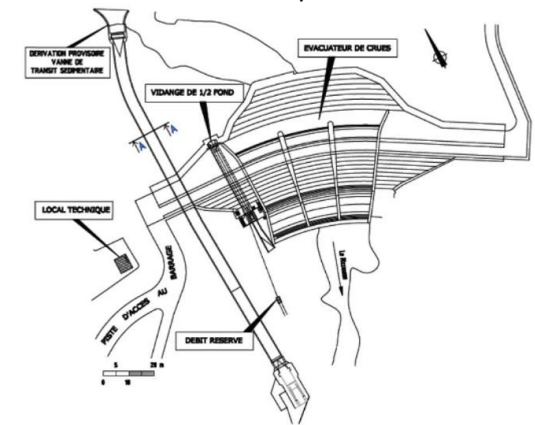 DERIVATION PROVISOIRE
VANNE DE
TRANSIT SEDIMENTAIRE
EVACUATEUR DE CRUES
VIDANGE DE 1/2 FOND
A
A
LOCAL TECHNIQUE
PISTE D'ACCES AU BARRAGE
DEBIT RESERVE
5
0 10